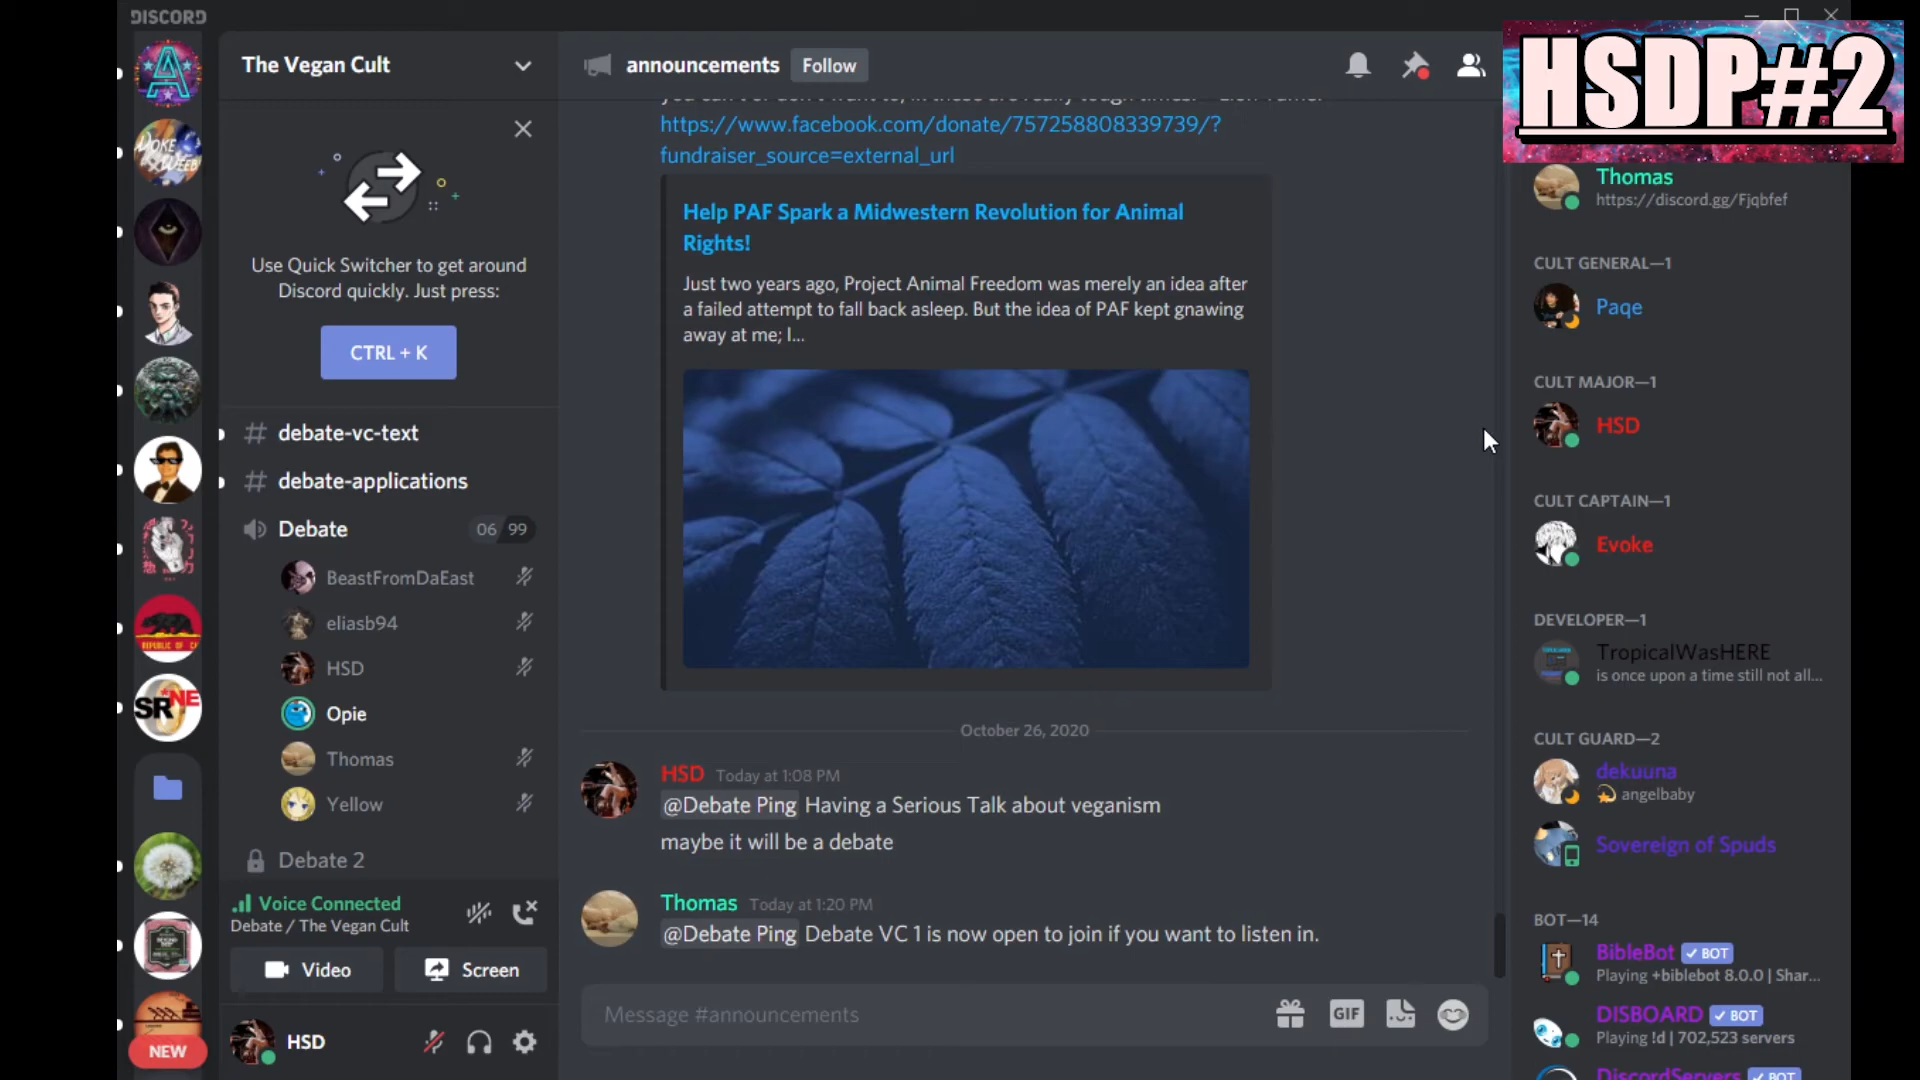 DISCORD
HSDP#2
The Vegan Cult
Use Quick Switcher to get around
Discord quickly. Just press:
CTRL + K
debate-vc-text
debate-applications
Debate
06 99
BeastFromDaEast
eliasb94
HSD
Opie
Thomas
Yellow
Debate 2
Voice Connected
Debate / The Vegan Cult
Video
Screen
HSD
NEW
announcements
Follow
https://www.facebook.com/donate/757258808339739/?
fundraiser_source=external_url
Help PAF Spark a Midwestern Revolution for Animal
Rights!
Just two years ago, Project Animal Freedom was merely an idea after
a failed attempt to fall back asleep. But the idea of PAF kept gnawing
away at me; I...
October 26, 2020
HSD Today at 1:08 PM
@Debate Ping Having a Serious Talk about veganism
maybe it will be a debate
Thomas Today at 1:20 PM
@Debate Ping Debate VC 1 is now open to join if you want to listen in.
Message #announcements
GIF
Thomas
https://discord.gg/Fjqbfef
CULT GENERAL—1
Paqe
CULT MAJOR—1
HSD
CULT CAPTAIN—1
Evoke
DEVELOPER—1
TropicalWasHERE
is once upon a time still not all...
CULT GUARD—2
dekuuna
angelbaby
Sovereign of Spuds
BOT—14
BibleBot BOT
Playing +biblebot 8.0.0 | Shar...
DISBOARD BOT
Playing !d | 702,523 servers
DiscordServers BOT